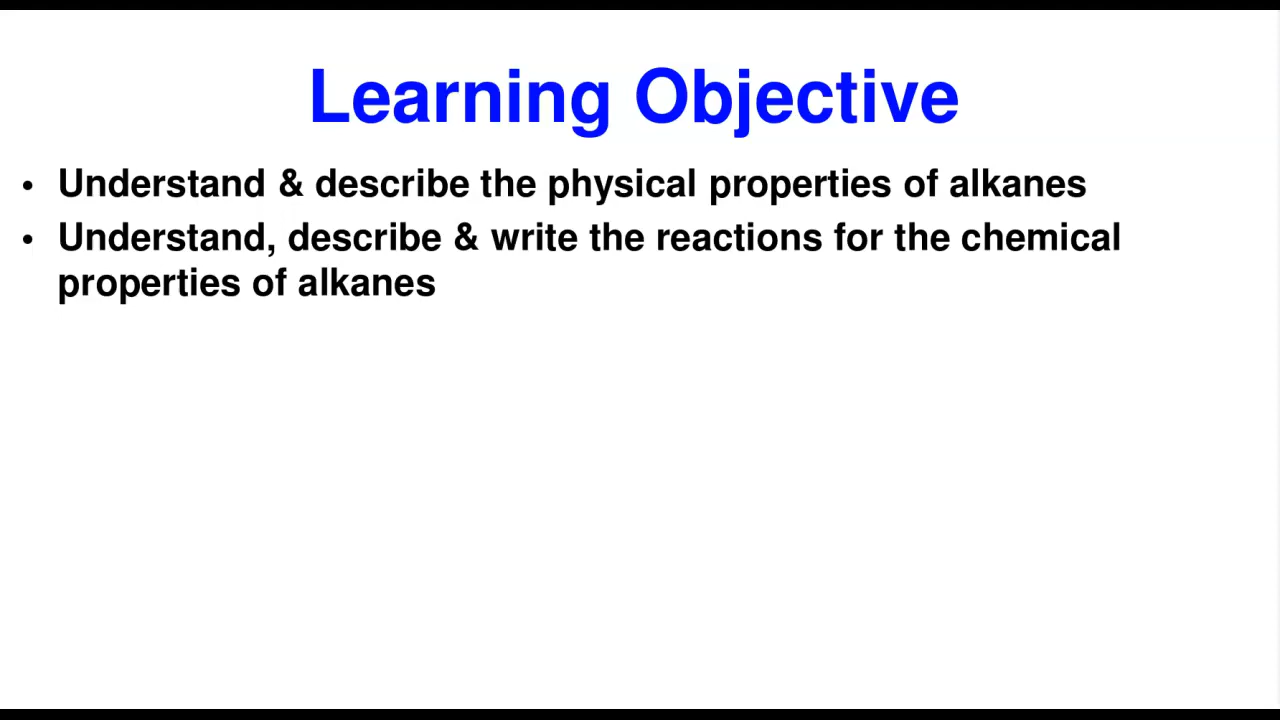 Learning Objective
• Understand & describe the physical properties of alkanes
• Understand, describe & write the reactions for the chemical
properties of alkanes